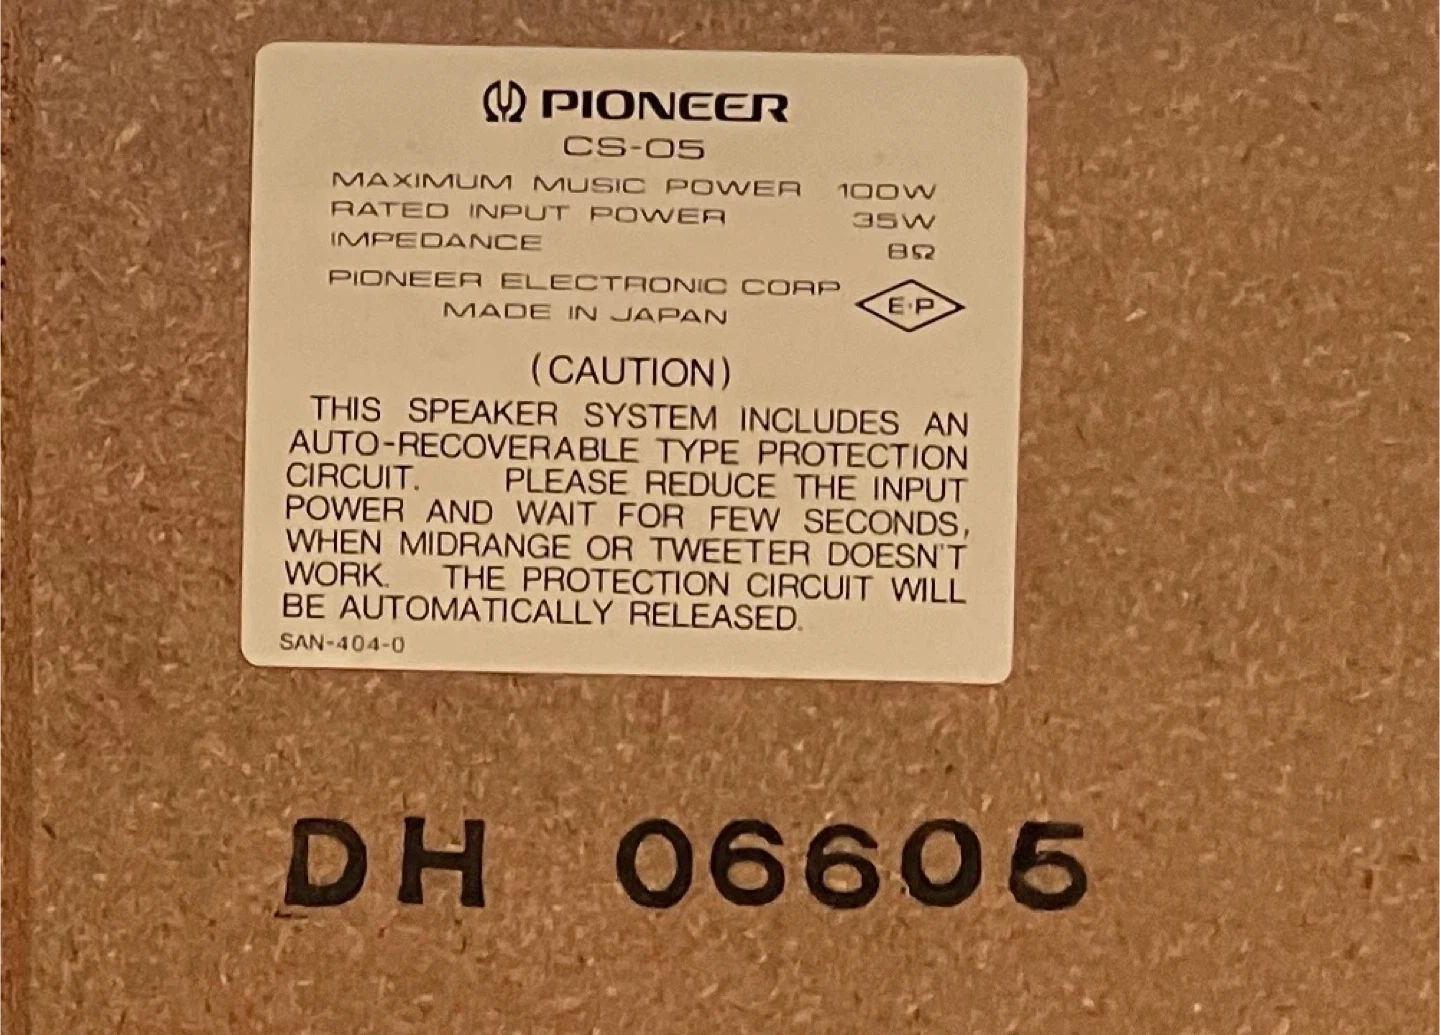 PIONEER
CS-05
MAXIMUM MUSIC POWER 100W
RATED INPUT POWER 35W
IMPEDANCE 8Ω
PIONEER ELECTRONIC CORP
MADE IN JAPAN
E·P
(CAUTION)
THIS SPEAKER SYSTEM INCLUDES AN
AUTO-RECOVERABLE TYPE PROTECTION
CIRCUIT. PLEASE REDUCE THE INPUT
POWER AND WAIT FOR FEW SECONDS,
WHEN MIDRANGE OR TWEETER DOESN'T
WORK. THE PROTECTION CIRCUIT WILL
BE AUTOMATICALLY RELEASED.
SAN-404-0
DH 06605